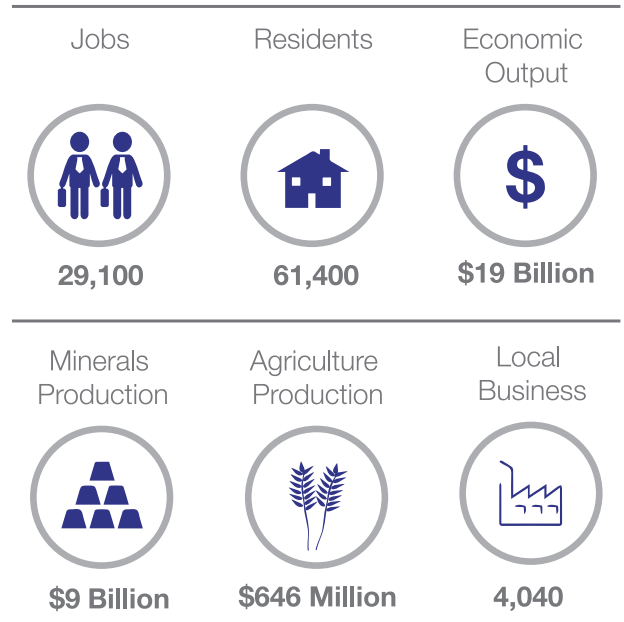 Jobs
Residents
Economic
Output
$
29,100
61,400
$19 Billion
Minerals
Production
Agriculture
Production
Local
Business
$9 Billion
$646 Million
4,040